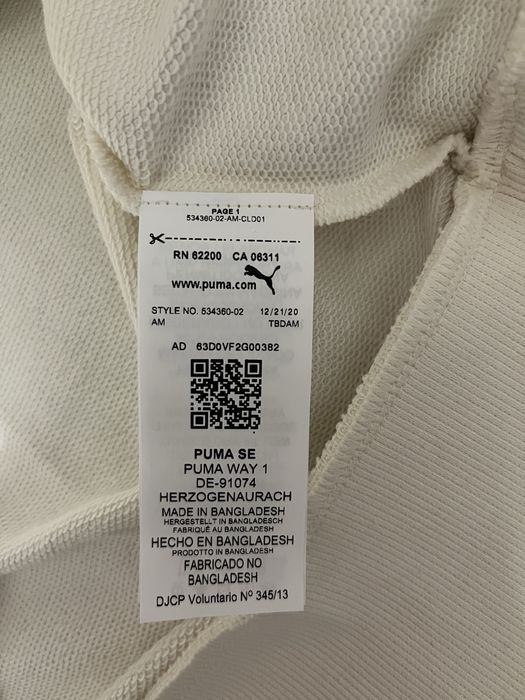 PAGE 1
534360-02-AM-CLD01
RN 62200 CA 06311
www.puma.com
STYLE NO. 534360-02 12/21/20
AM TBDAM
AD 63D0VF2G00382
PUMA SE
PUMA WAY 1
DE-91074
HERZOGENAURACH
MADE IN BANGLADESH
HERGESTELLT IN BANGLADESCH
FABRIQUÉ AU BANGLADESH
HECHO EN BANGLADESH
PRODOTTO IN BANGLADESH
FABRICADO NO
BANGLADESH
DJCP Voluntario Nº 345/13